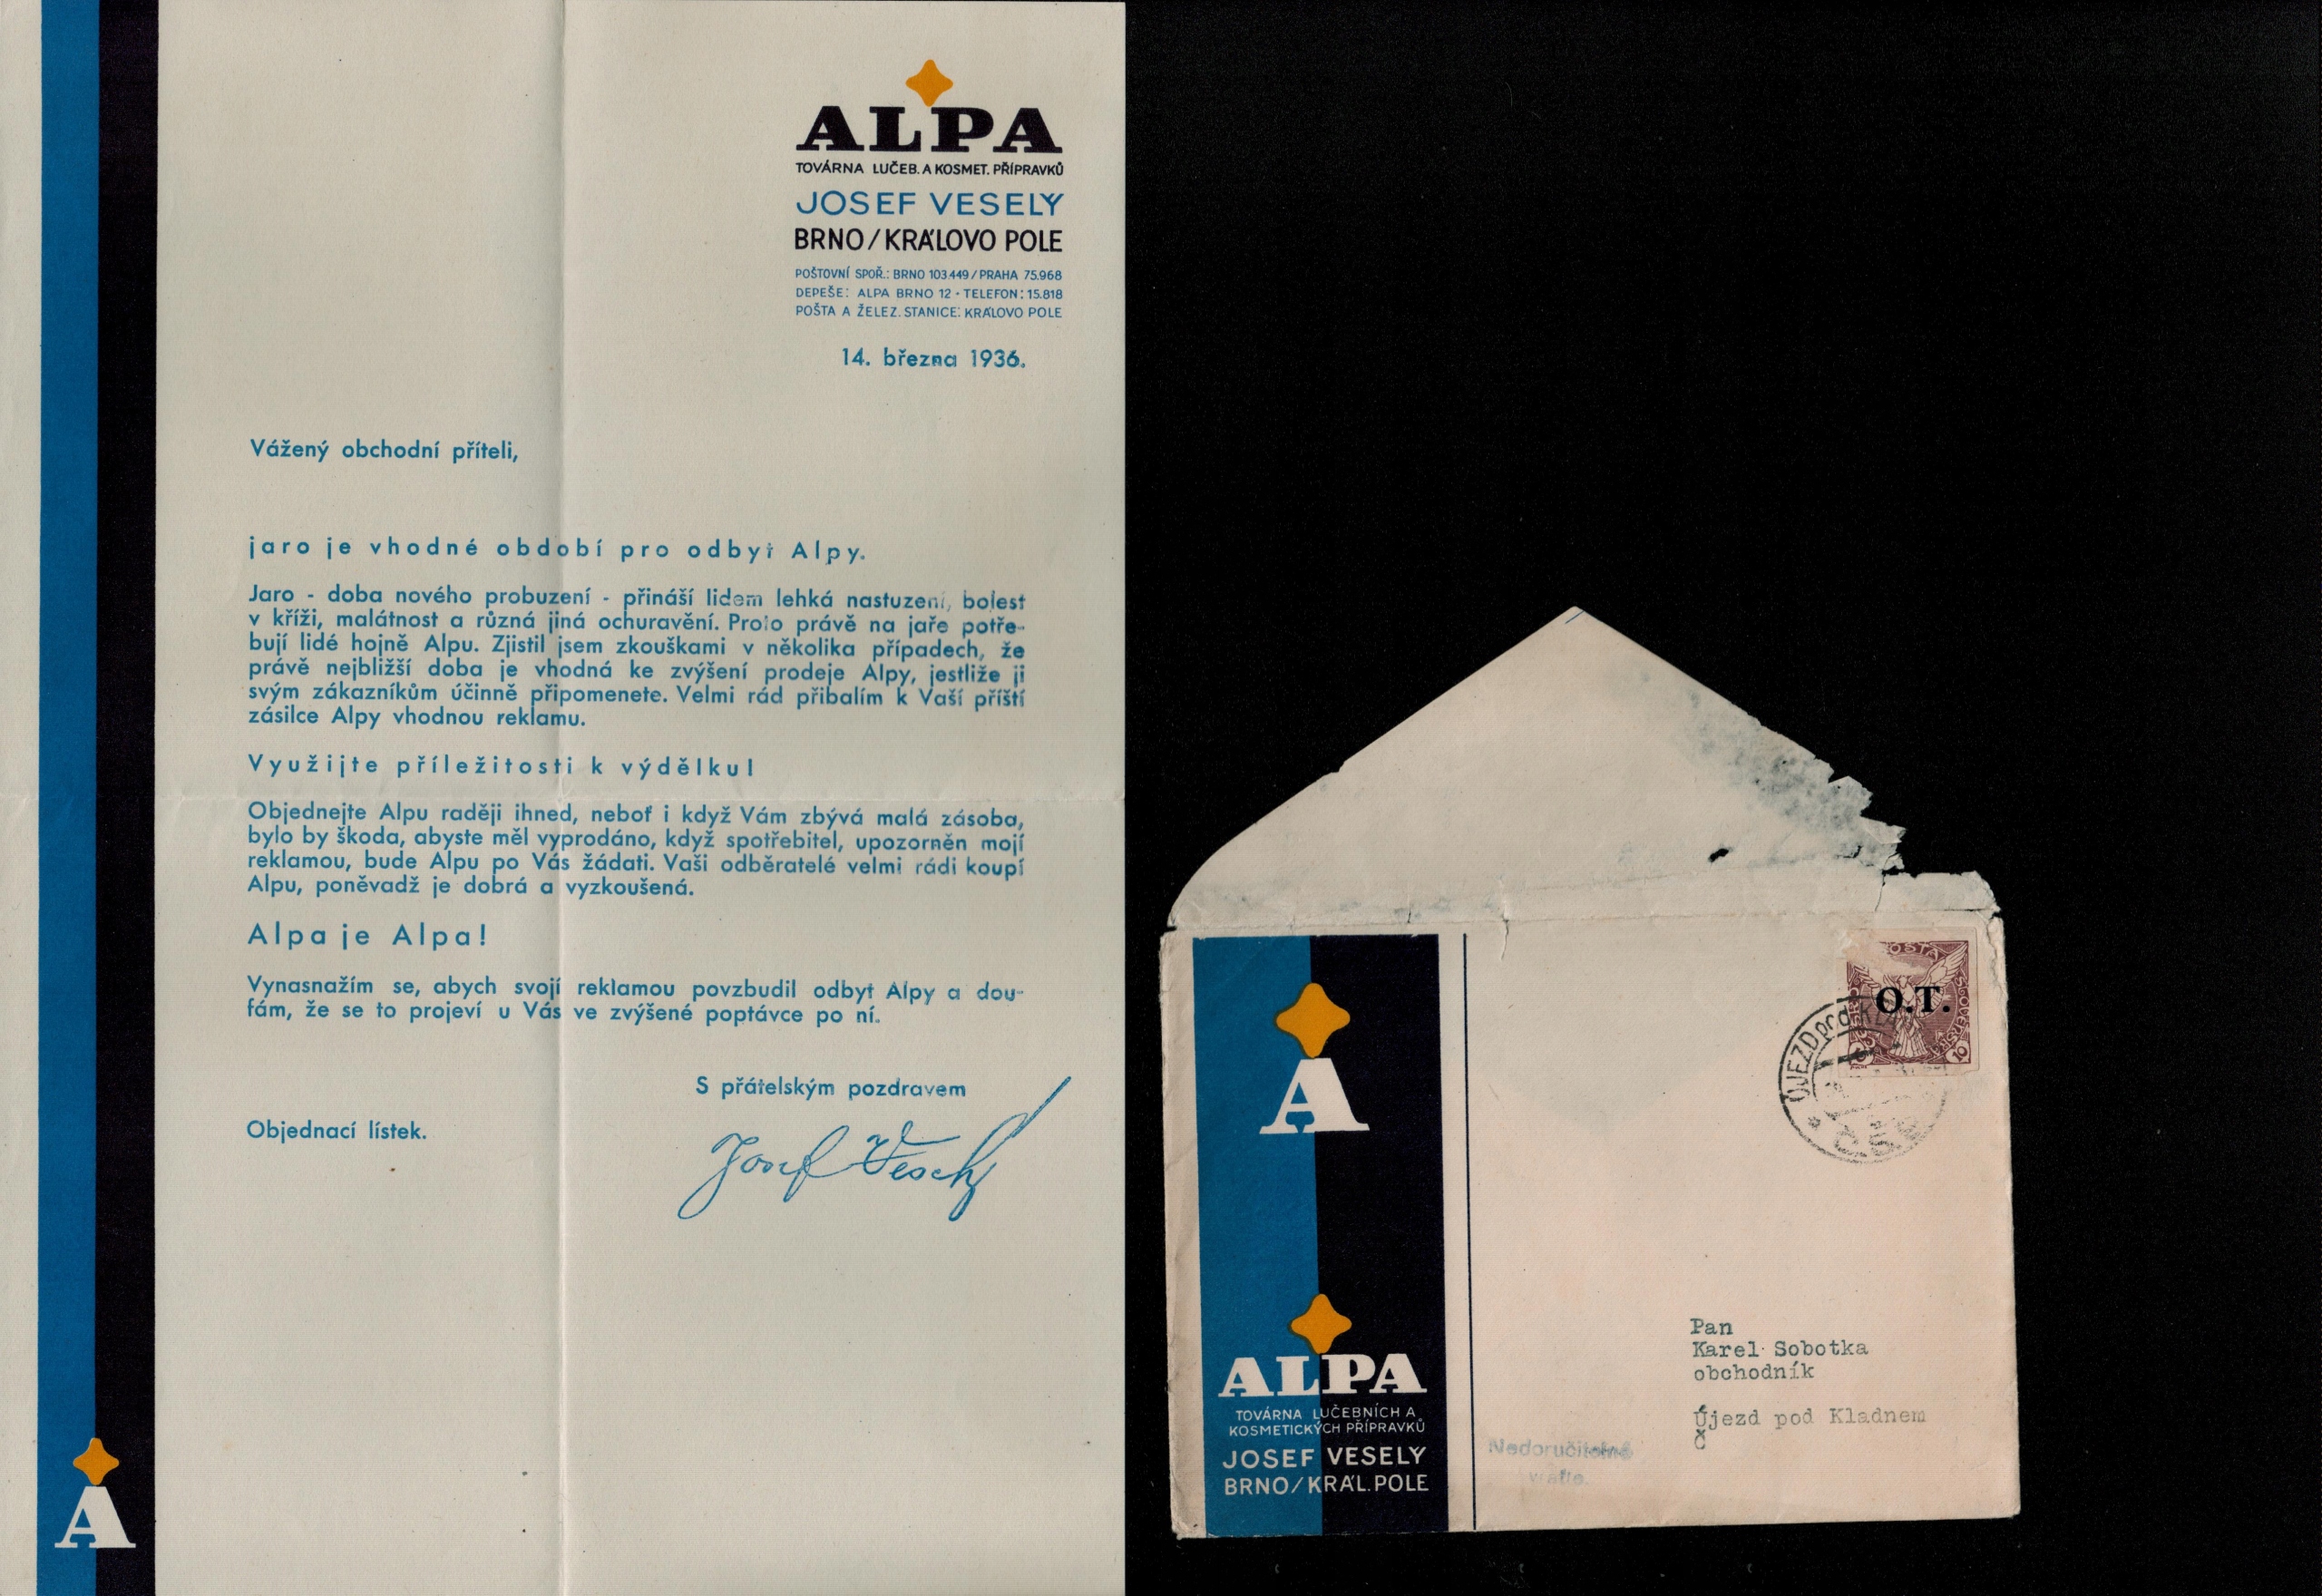 ALPA
TOVÁRNA LUČEB. A KOSMET. PŘÍPRAVKŮ
JOSEF VESELÝ
BRNO/KRÁLOVO POLE
POŠTOVNÍ SPOŘ.: BRNO 103.449/PRAHA 75.968
DEPEŠE: ALPA BRNO 12 - TELEFON: 15.818
POŠTA A ŽELEZ. STANICE: KRÁLOVO POLE
14. března 1936.
Vážený obchodní příteli,
jaro je vhodné období pro odbyt Alpy.
Jaro - doba nového probuzení - přináší lidem lehká nastuzení, bolest
v kříži, malátnost a různá jiná ochuravění. Proto právě na jaře potře-
bují lidé hojně Alpu. Zjistil jsem zkouškami v několika případech, že
právě nejbližší doba je vhodná ke zvýšení prodeje Alpy, jestliže ji
svým zákazníkům účinně připomenete. Velmi rád přibalím k Vaší příští
zásilce Alpy vhodnou reklamu.
Využijte příležitosti k výdělku!
Objednejte Alpu raději ihned, neboť i když Vám zbývá malá zásoba,
bylo by škoda, abyste měl vyprodáno, když spotřebitel, upozorněn mojí
reklamou, bude Alpu po Vás žádati. Vaši odběratelé velmi rádi koupí
Alpu, poněvadž je dobrá a vyzkoušená.
Alpa je Alpa!
Vynasnažím se, abych svojí reklamou povzbudil odbyt Alpy a dou-
fám, že se to projeví u Vás ve zvýšené poptávce po ní.
S přátelským pozdravem
Objednací lístek.
Josef Veselý
A
A
ALPA
TOVÁRNA LUČEBNÍCH A
KOSMETICKÝCH PŘÍPRAVKŮ
JOSEF VESELÝ
BRNO/KRÁL. POLE
O.T.
10
ÚJEZD pod
Pan
Karel Sobotka
obchodník
Újezd pod Kladnem
Č
Nedoručitelné
vraťte.